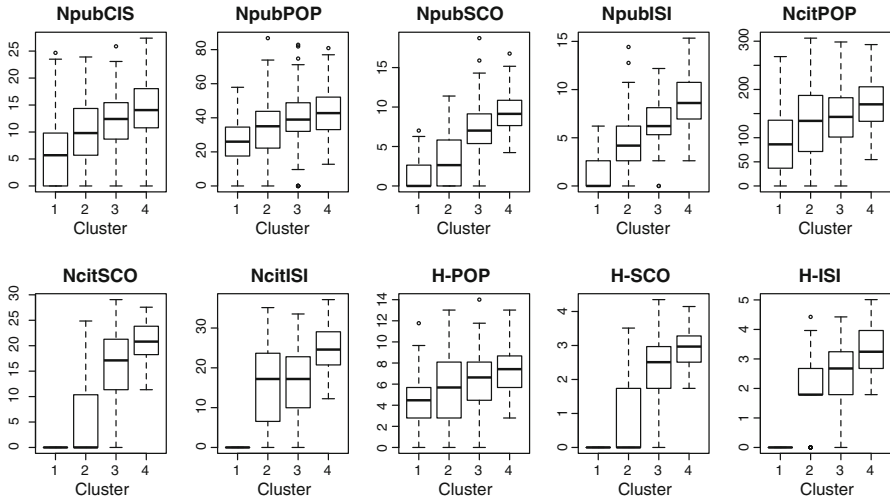 NpubCIS NpubPOP NpubSCO NpubISI NcitPOP
0 5 10 15 20 25
0 20 40 60 80
0 5 10 15
0 5 10 15
0 50 100 200 300
1 2 3 4 1 2 3 4 1 2 3 4 1 2 3 4 1 2 3 4
Cluster Cluster Cluster Cluster Cluster
NcitSCO NcitISI H-POP H-SCO H-ISI
0 5 10 15 20 25 30
0 10 20 30
0 2 4 6 8 10 12 14
0 1 2 3 4
0 1 2 3 4 5
1 2 3 4 1 2 3 4 1 2 3 4 1 2 3 4 1 2 3 4
Cluster Cluster Cluster Cluster Cluster